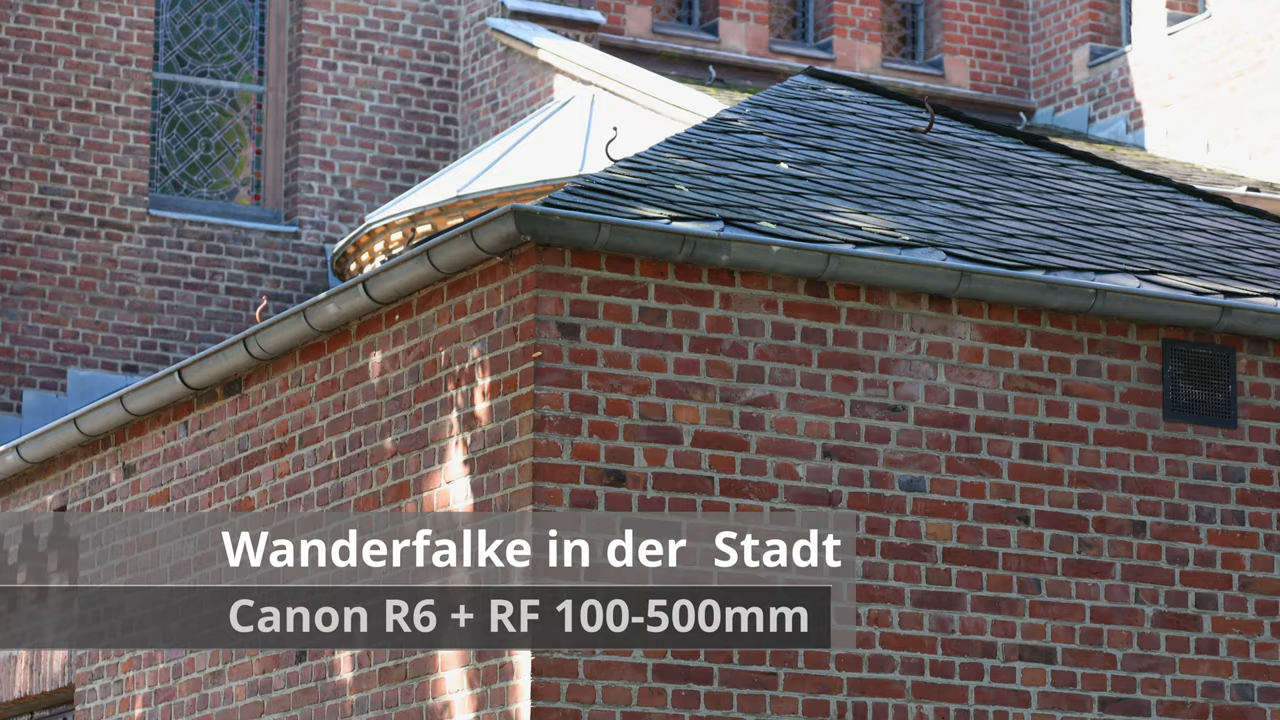 Wanderfalke in der Stadt
Canon R6 + RF 100-500mm